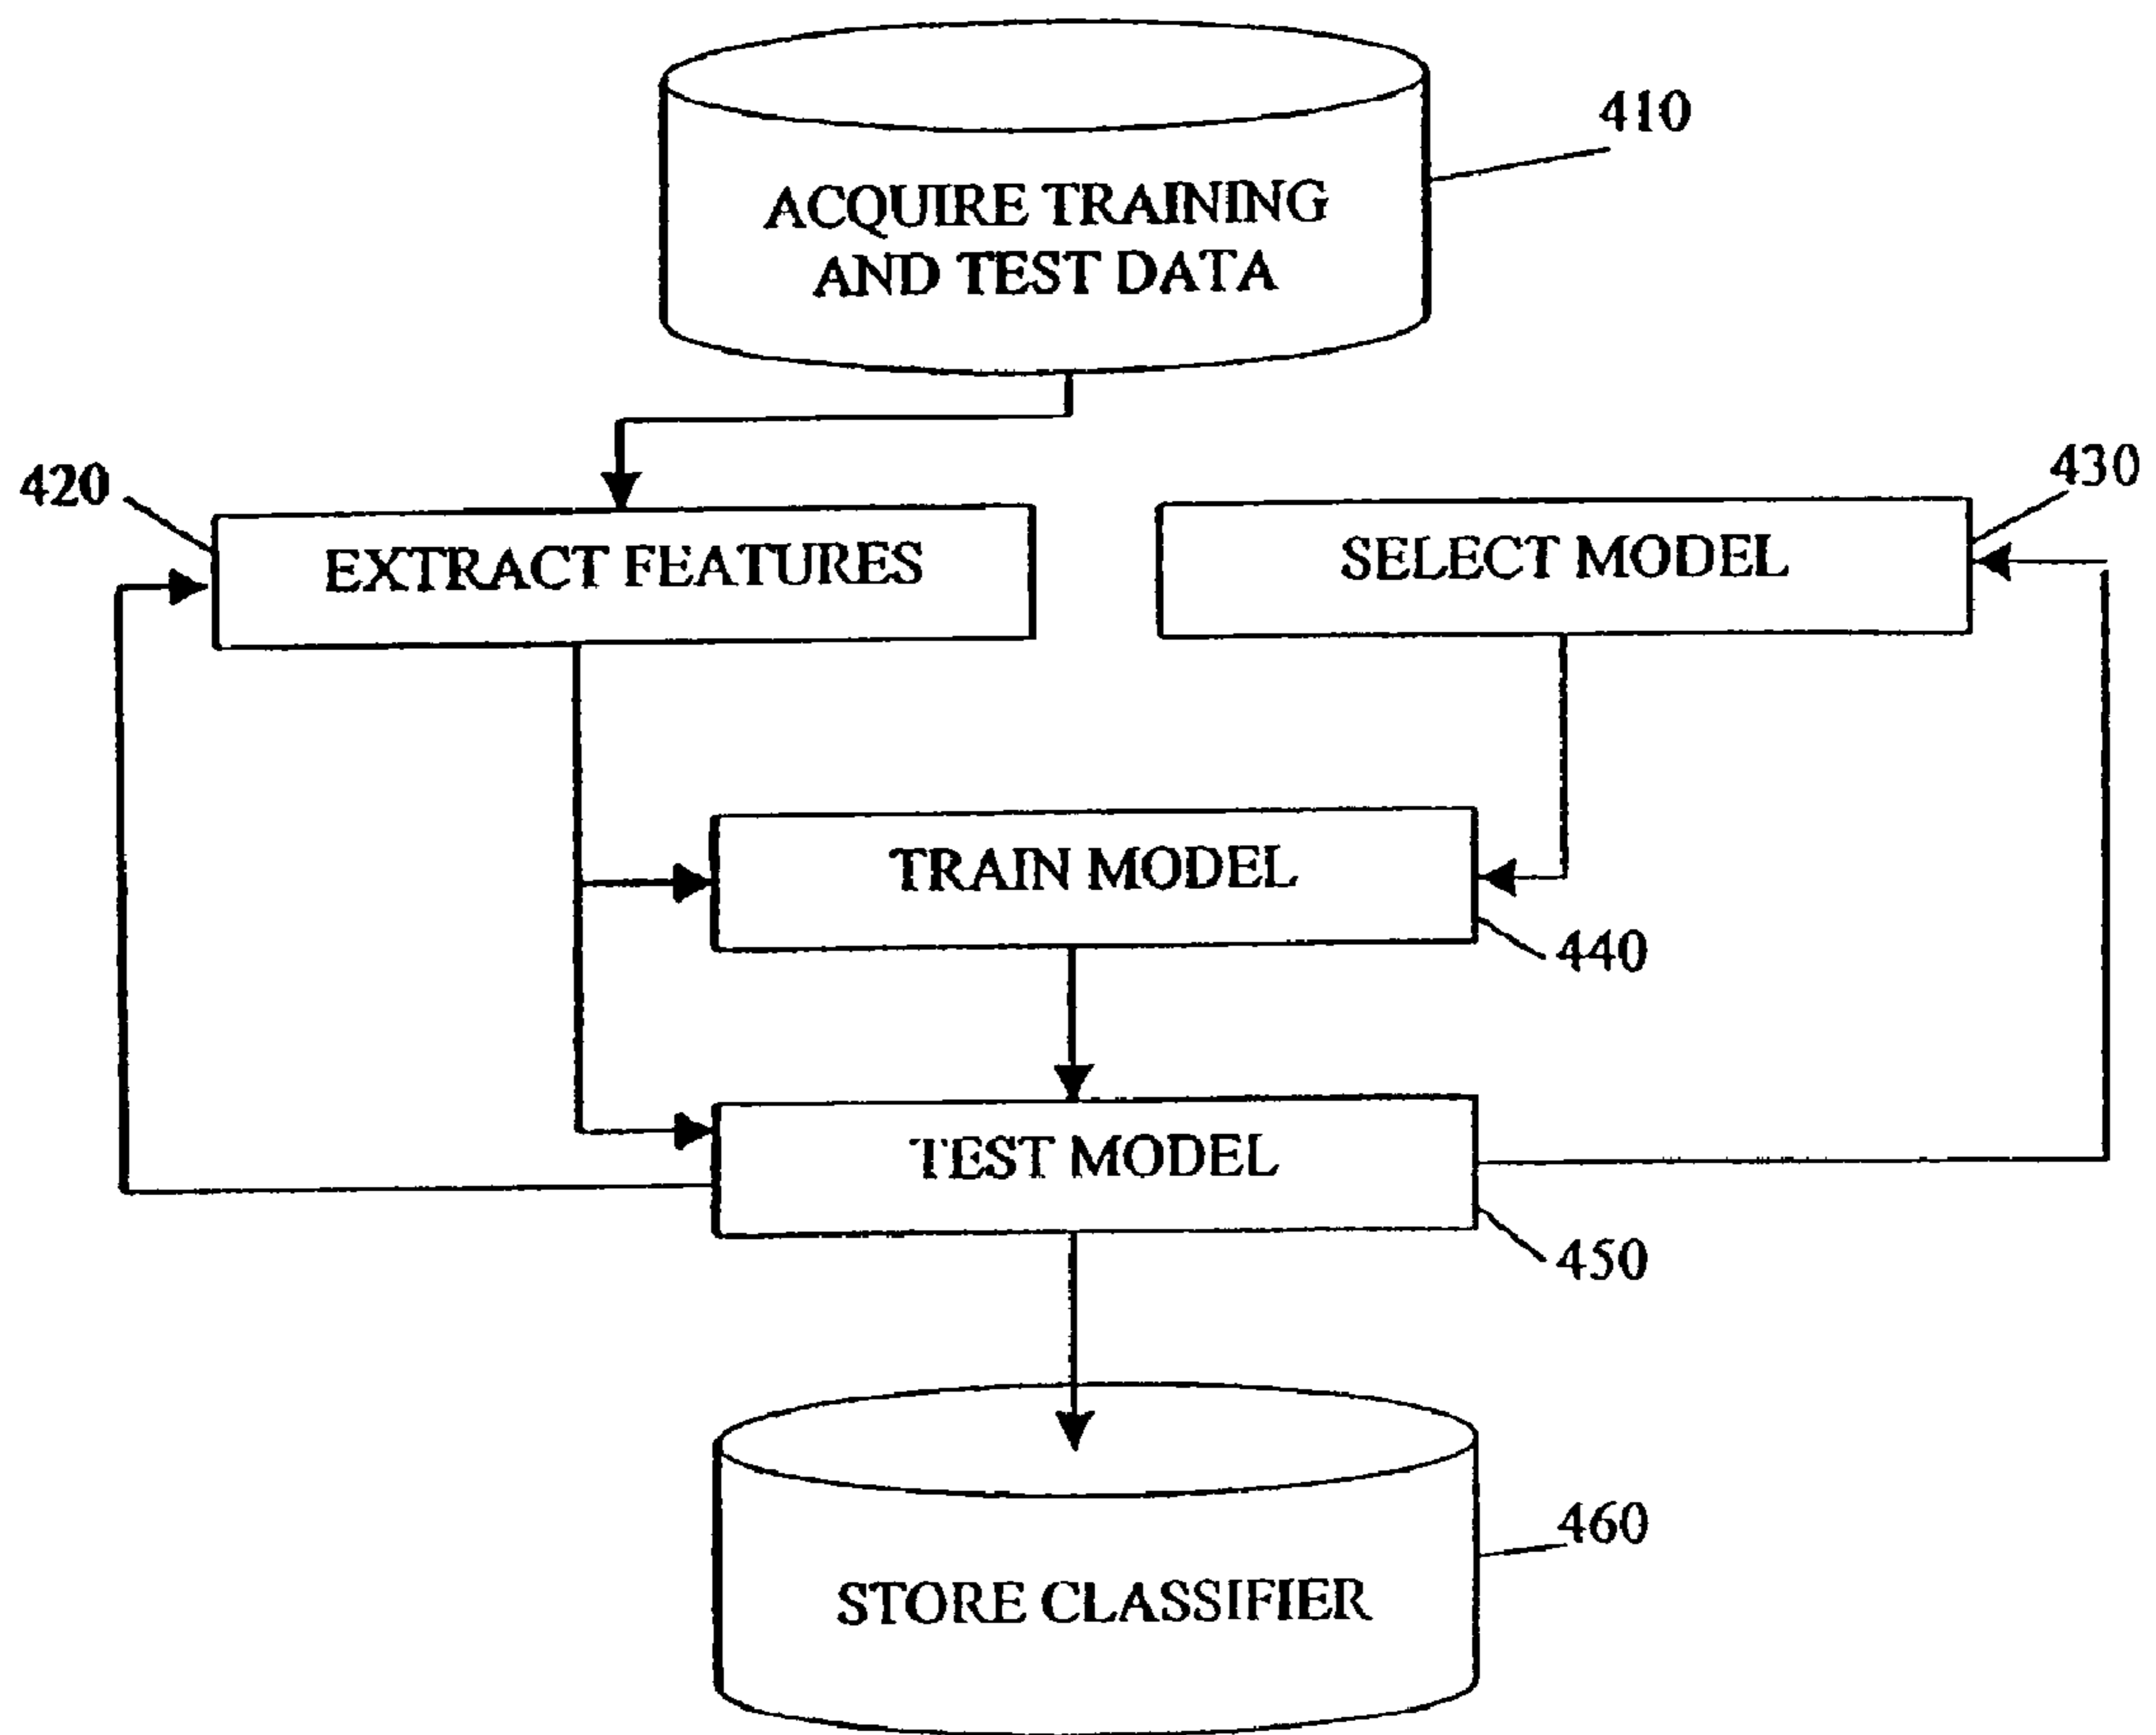 410
ACQUIRE TRAINING
AND TEST DATA
420
430
EXTRACT FEATURES
SELECT MODEL
TRAIN MODEL
440
TEST MODEL
450
460
STORE CLASSIFIER